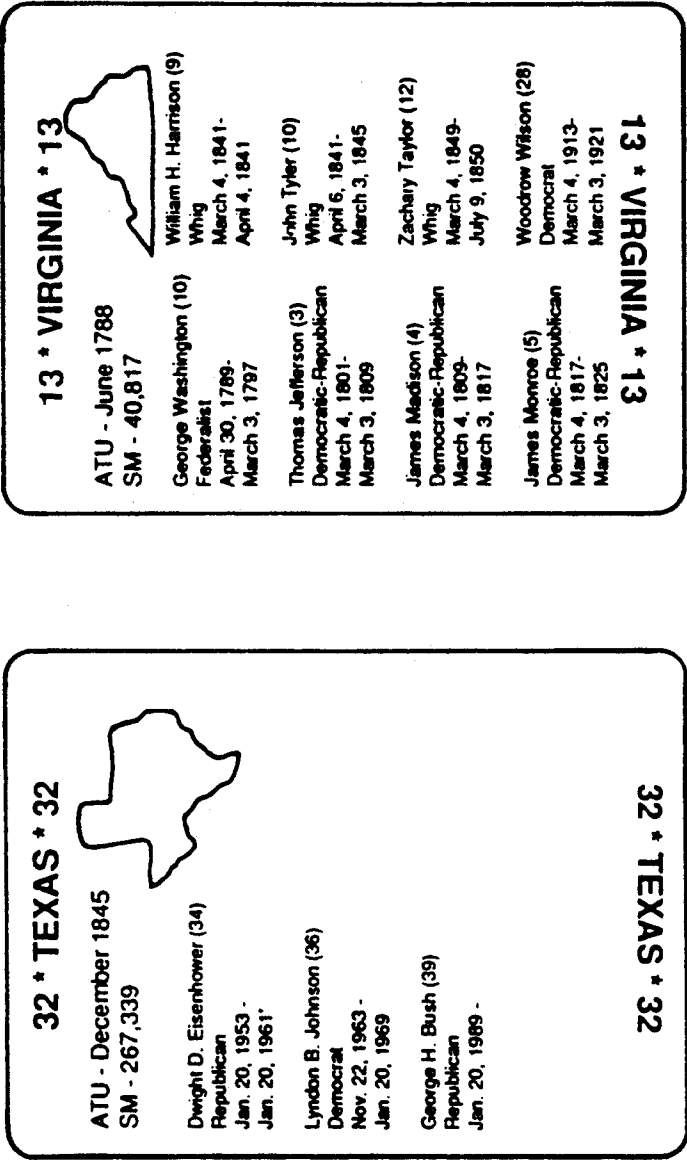 32 * TEXAS * 32
ATU - December 1845
SM - 267,339
Dwight D. Eisenhower (34)
Republican
Jan. 20, 1953 -
Jan. 20, 1961'
Lyndon B. Johnson (36)
Democrat
Nov. 22, 1963 -
Jan. 20, 1969
George H. Bush (39)
Republican
Jan. 20, 1989 -
32 * TEXAS * 32
13 * VIRGINIA * 13
ATU - June 1788
SM - 40,817
George Washington (10)
Federalist
April 30, 1789-
March 3, 1797
Thomas Jefferson (3)
Democratic-Republican
March 4, 1801-
March 3, 1809
James Madison (4)
Democratic-Republican
March 4, 1809-
March 3, 1817
James Monroe (5)
Democratic-Republican
March 4, 1817-
March 3, 1825
William H. Harrison (9)
Whig
March 4, 1841-
April 4, 1841
John Tyler (10)
Whig
April 6, 1841-
March 3, 1845
Zachary Taylor (12)
Whig
March 4, 1849-
July 9, 1850
Woodrow Wilson (28)
Democrat
March 4, 1913-
March 3, 1921
13 * VIRGINIA * 13